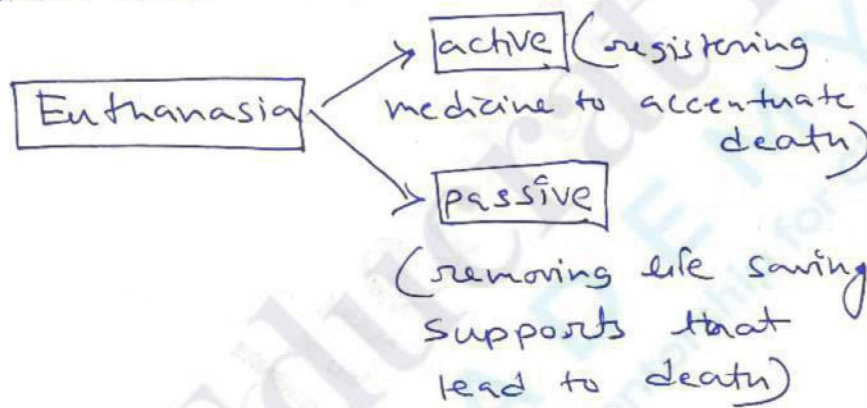 Euthanasia
active (registering
medicine to accentuate
death)
passive
(removing life saving
supports that
lead to death)